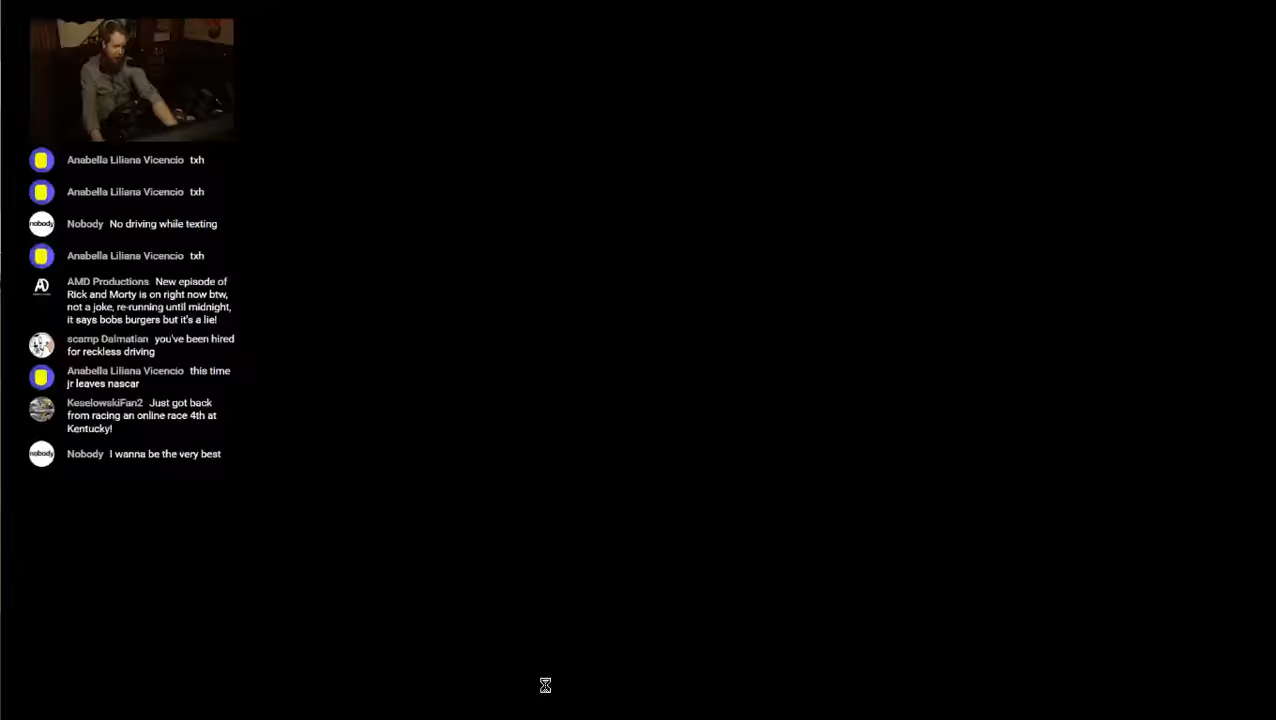 Anabella Liliana Vicencio txh
Anabella Liliana Vicencio txh
nobody Nobody No driving while texting
Anabella Liliana Vicencio txh
AMD Productions New episode of
Rick and Morty is on right now btw,
not a joke, re-running until midnight,
it says bobs burgers but it's a lie!
scamp Dalmatian you've been hired
for reckless driving
Anabella Liliana Vicencio this time
jr leaves nascar
KeselowskiFan2 Just got back
from racing an online race 4th at
Kentucky!
nobody Nobody I wanna be the very best